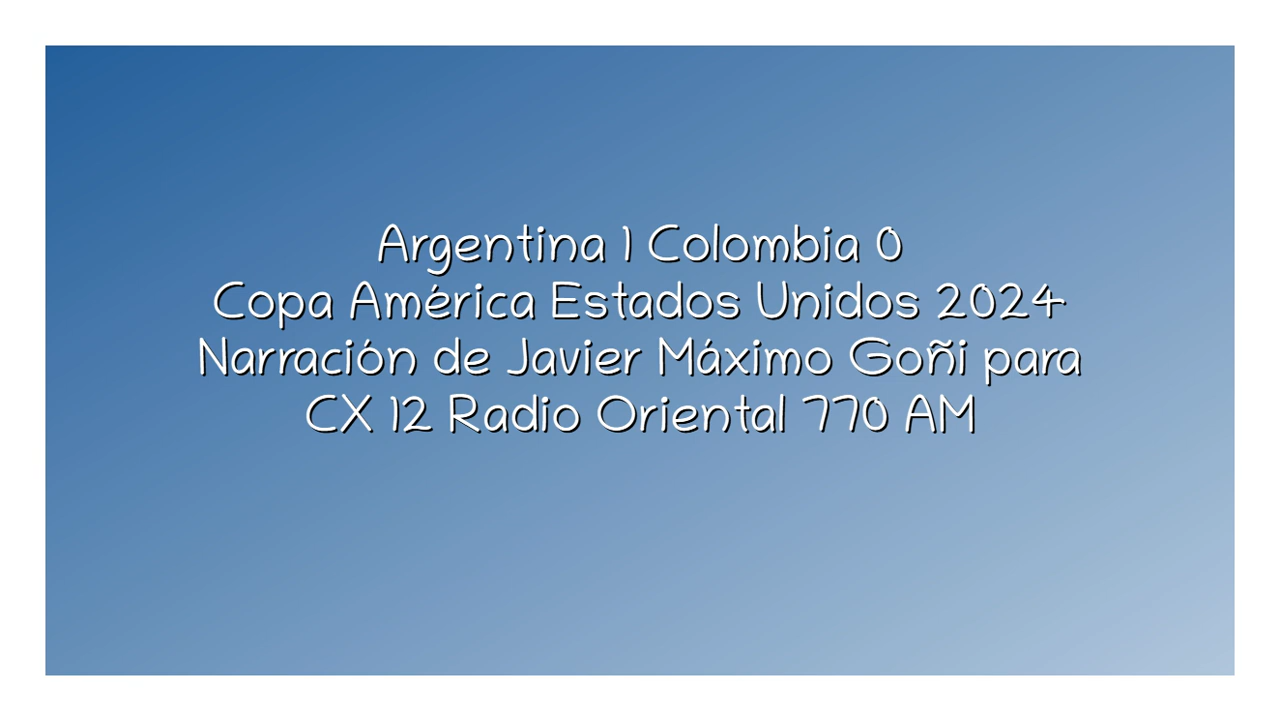 Argentina 1 Colombia 0
Copa América Estados Unidos 2024
Narración de Javier Máximo Goñi para
CX 12 Radio Oriental 770 AM